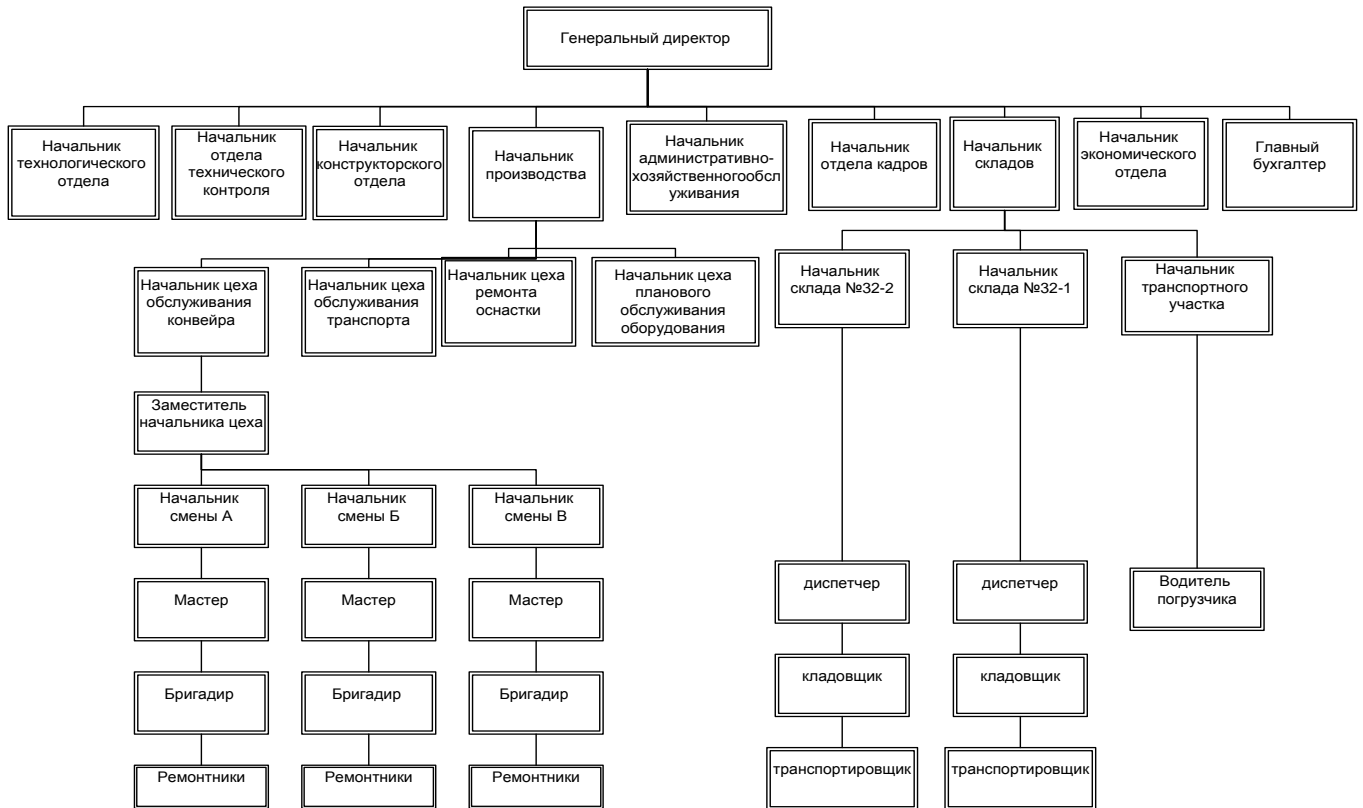 Генеральный директор
Начальник
технологического
отдела
Начальник
отдела
технического
контроля
Начальник
конструкторского
отдела
Начальник
производства
Начальник
административно-
хозяйственногообсл
уживания
Начальник
отдела кадров
Начальник
складов
Начальник
экономического
отдела
Главный
бухгалтер
Начальник цеха
обслуживания
конвейра
Начальник цеха
обслуживания
транспорта
Начальник цеха
ремонта
оснастки
Начальник цеха
планового
обслуживания
оборудования
Начальник
склада №32-2
Начальник
склада №32-1
Начальник
транспортного
участка
Заместитель
начальника цеха
Начальник
смены А
Начальник
смены Б
Начальник
смены В
Мастер
Мастер
Мастер
диспетчер
диспетчер
Водитель
погрузчика
Бригадир
Бригадир
Бригадир
кладовщик
кладовщик
Ремонтники
Ремонтники
Ремонтники
транспортировщик
транспортировщик